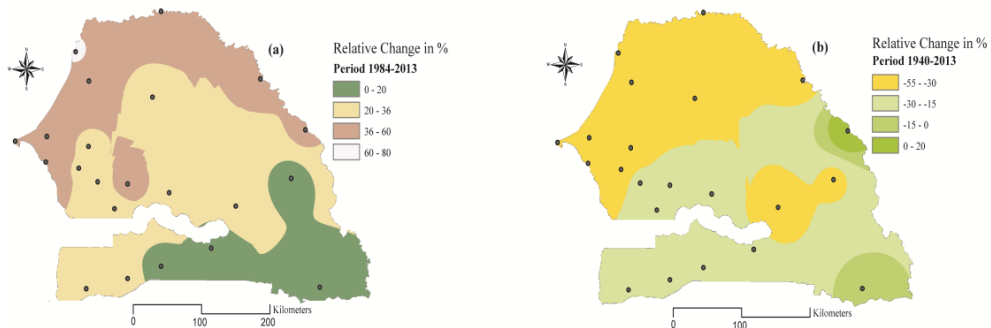 (a)
N
W E
S
Relative Change in %
Period 1984-2013
0 - 20
20 - 36
36 - 60
60 - 80
Kilometers
0 100 200
(b)
N
W E
S
Relative Change in %
Period 1940-2013
-55 - -30
-30 - -15
-15 - 0
0 - 20
Kilometers
0 100